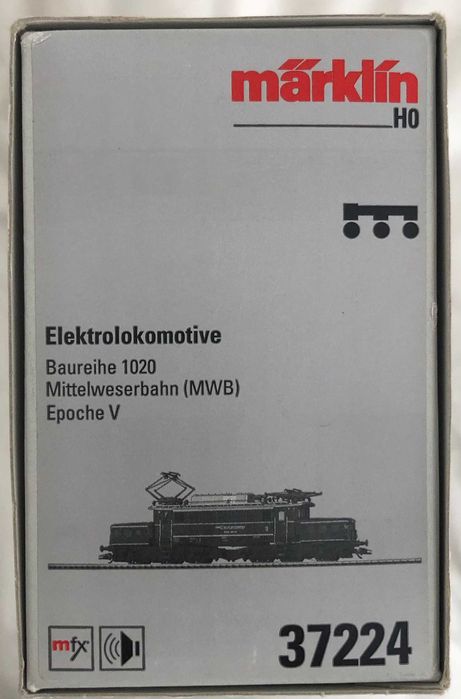 märklin
H0
Elektrolokomotive
Baureihe 1020
Mittelweserbahn (MWB)
Epoche V
mfx
37224